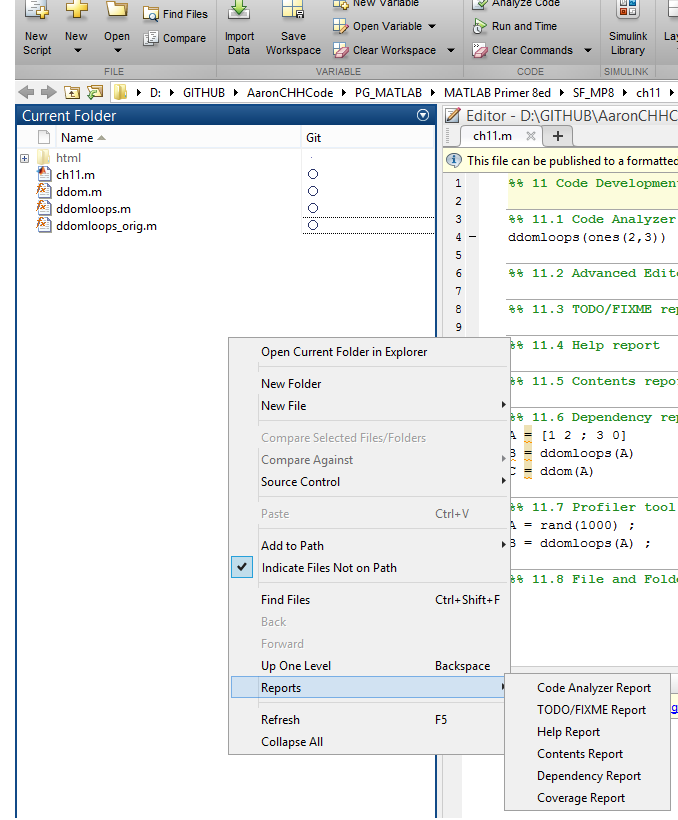 New Variable
Analyze Code
Find Files
Open Variable
Run and Time
Compare
Clear Workspace
Clear Commands
New Script
New
Open
Import Data
Save Workspace
Simulink Library
FILE
VARIABLE
CODE
SIMULINK
D: GITHUB AaronCHHCode PG_MATLAB MATLAB Primer 8ed SF_MP8 ch11
Current Folder
Name
Git
html
ch11.m
ddom.m
ddomloops.m
ddomloops_orig.m
Editor - D:\GITHUB\AaronCHHC
ch11.m
+
This file can be published to a formatted
1 %% 11 Code Developmen
2
3 %% 11.1 Code Analyzer
4 – ddomloops(ones(2,3))
5
6 %% 11.2 Advanced Edit
7
8 %% 11.3 TODO/FIXME rep
9
%% 11.4 Help report
%% 11.5 Contents repo
%% 11.6 Dependency rep
A = [1 2 ; 3 0]
B = ddomloops(A)
C = ddom(A)
%% 11.7 Profiler tool
A = rand(1000) ;
B = ddomloops(A) ;
%% 11.8 File and Fold
Open Current Folder in Explorer
New Folder
New File
Compare Selected Files/Folders
Compare Against
Source Control
Paste Ctrl+V
Add to Path
Indicate Files Not on Path
Find Files Ctrl+Shift+F
Back
Forward
Up One Level Backspace
Reports
Refresh F5
Collapse All
Code Analyzer Report
TODO/FIXME Report
Help Report
Contents Report
Dependency Report
Coverage Report